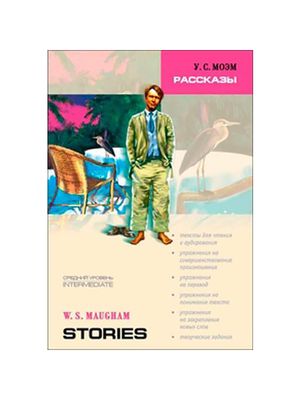 У. С. МОЭМ
РАССКАЗЫ
• тексты для чтения
и аудирования
• упражнения на
совершенствование
произношения
• упражнения
на перевод
• упражнения на
понимание текста
• упражнения
на закрепление
новых слов
• творческие задания
СРЕДНИЙ УРОВЕНЬ
INTERMEDIATE
W. S. MAUGHAM
STORIES